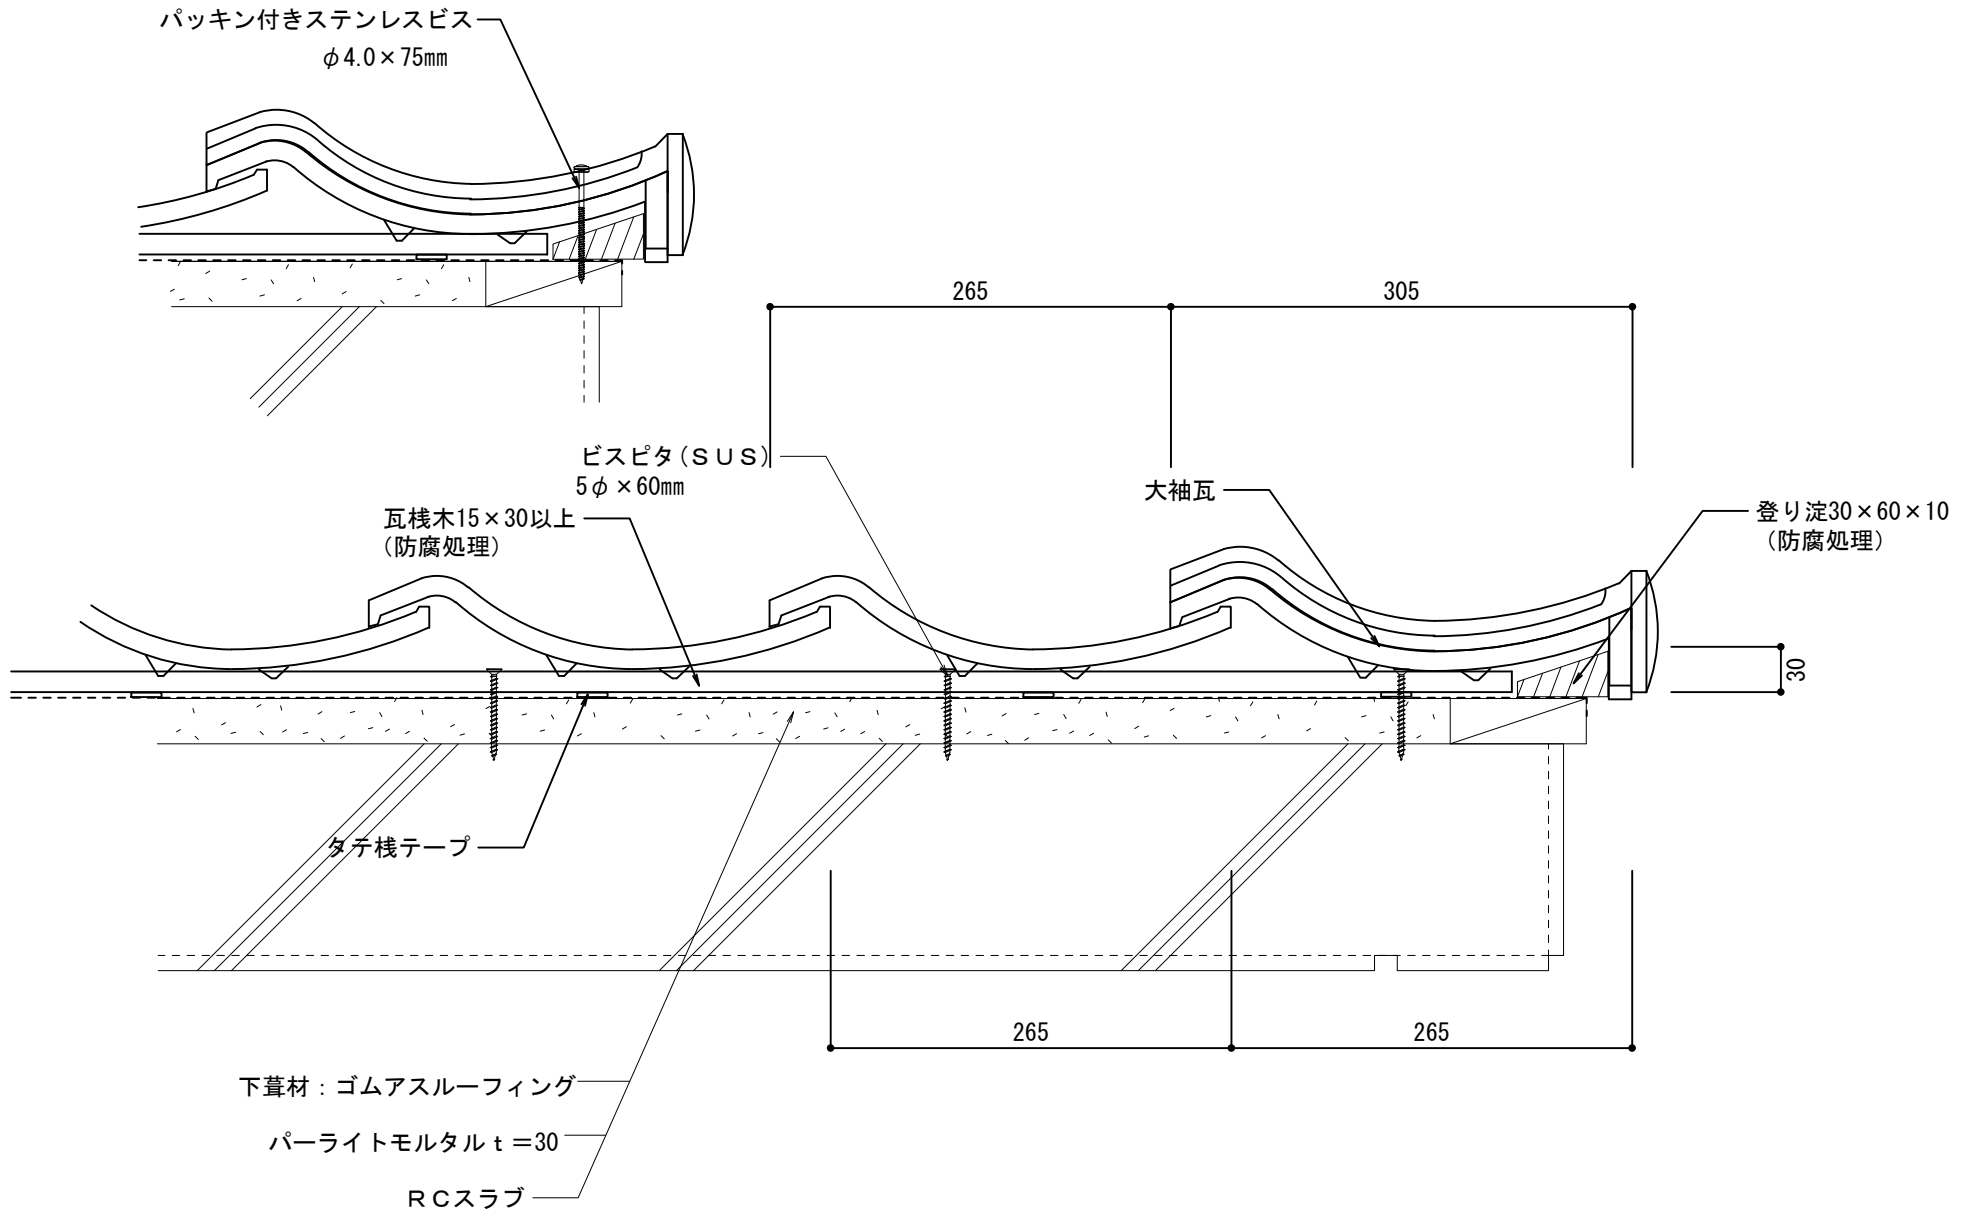 パッキン付きステンレスビス
φ4.0×75mm
265
305
ビスピタ(ＳＵＳ)
5φ×60mm
大袖瓦
瓦桟木15×30以上
(防腐処理)
登り淀30×60×10
(防腐処理)
30
タテ桟テープ
265
265
下葺材：ゴムアスルーフィング
パーライトモルタルｔ＝30
ＲＣスラブ